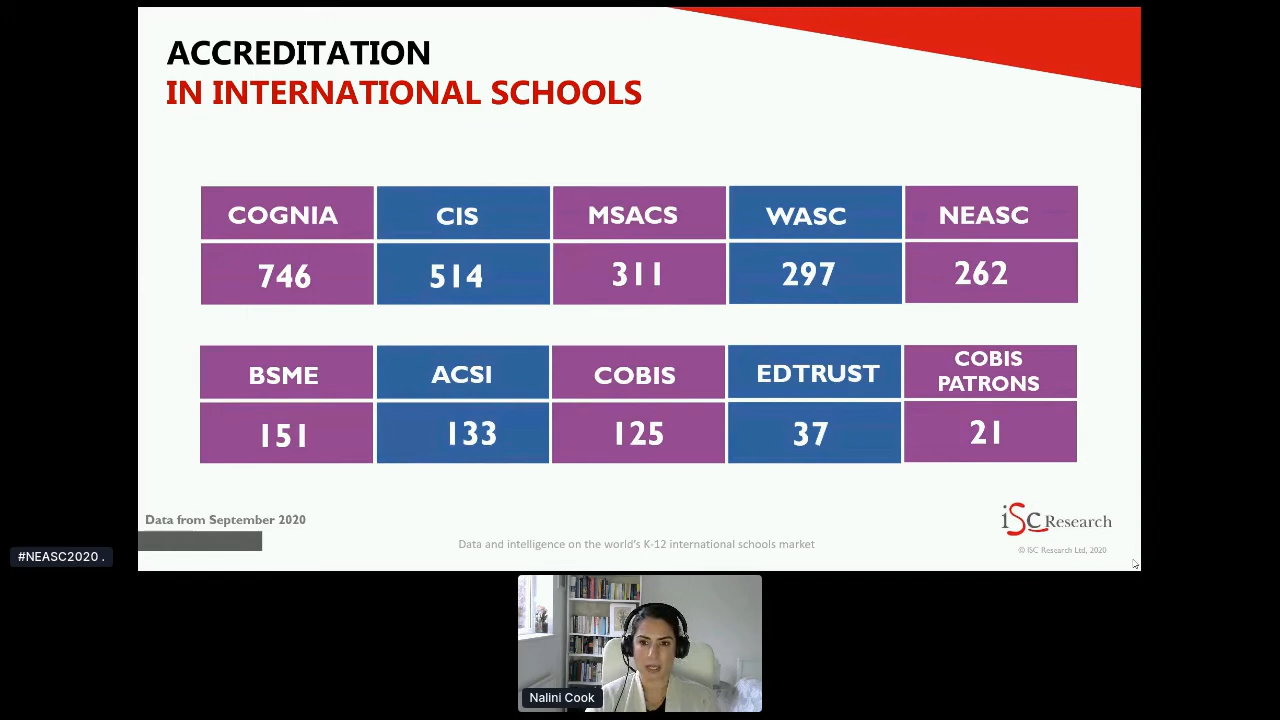 ACCREDITATION
IN INTERNATIONAL SCHOOLS
COGNIA CIS MSACS WASC NEASC
746 514 311 297 262
BSME ACSI COBIS EDTRUST COBIS PATRONS
151 133 125 37 21
Data from September 2020
iSC Research
Data and intelligence on the world's K-12 international schools market
© ISC Research Ltd, 2020
#NEASC2020 .
Nalini Cook